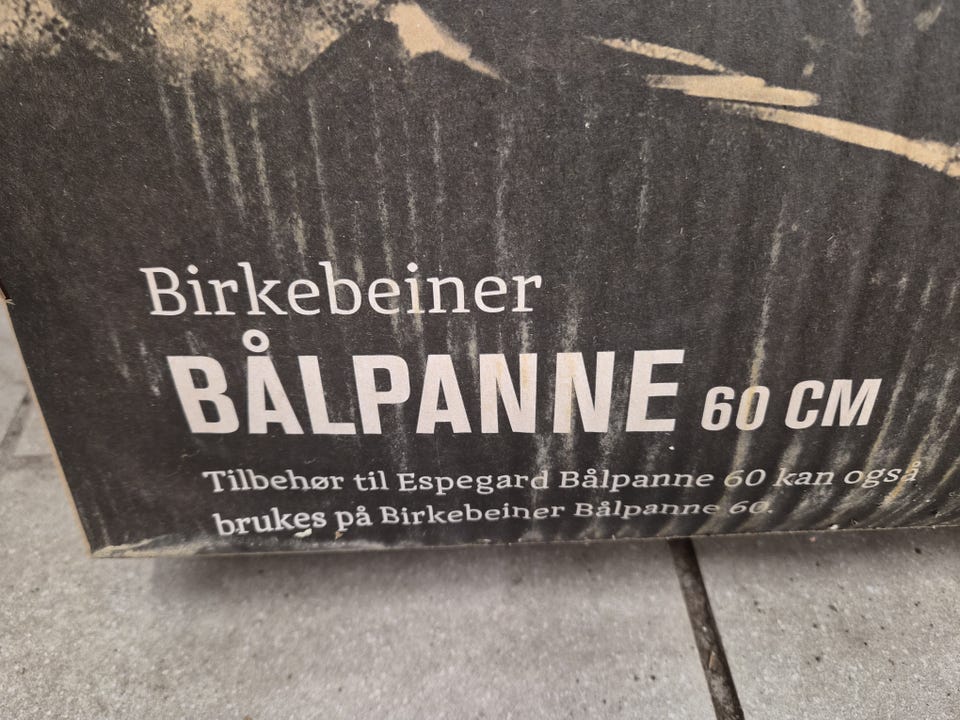 Birkebeiner
BÅLPANNE 60 CM
Tilbehør til Espegard Bålpanne 60 kan også
brukes på Birkebeiner Bålpanne 60.